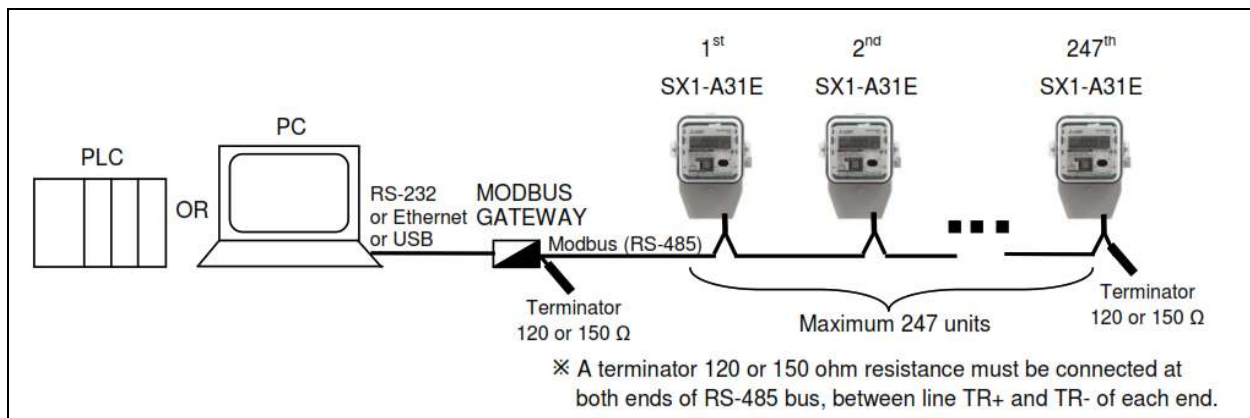 1st
2nd
247th
SX1-A31E
SX1-A31E
SX1-A31E
PC
PLC
OR
RS-232
or Ethernet
or USB
MODBUS
GATEWAY
Modbus (RS-485)
Terminator
120 or 150 Ω
Maximum 247 units
Terminator
120 or 150 Ω
※ A terminator 120 or 150 ohm resistance must be connected at
both ends of RS-485 bus, between line TR+ and TR- of each end.